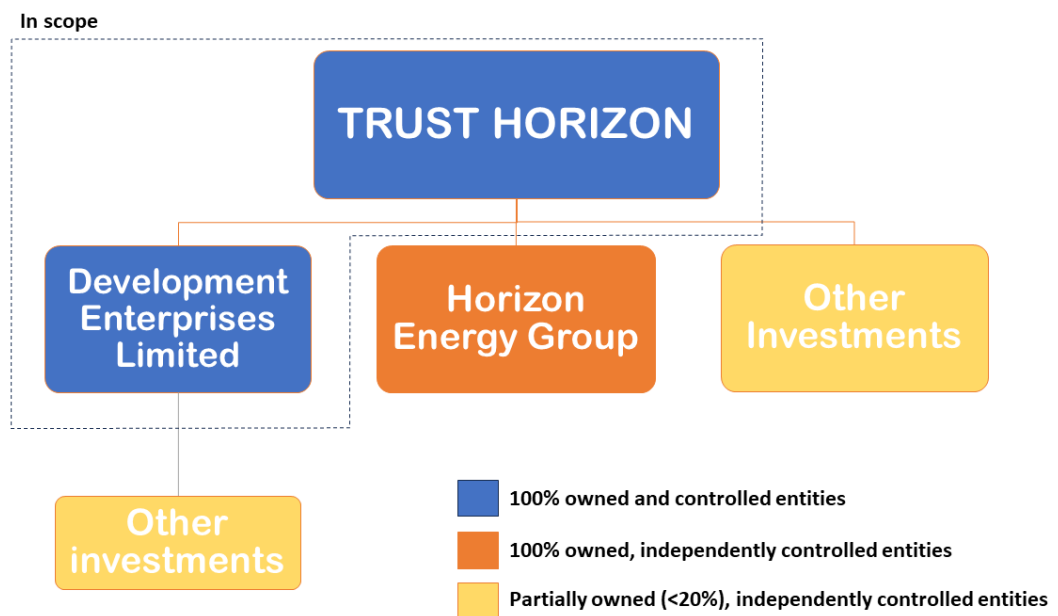 In scope
TRUST HORIZON
Development
Enterprises
Limited
Horizon
Energy Group
Other
Investments
Other
investments
100% owned and controlled entities
100% owned, independently controlled entities
Partially owned (<20%), independently controlled entities